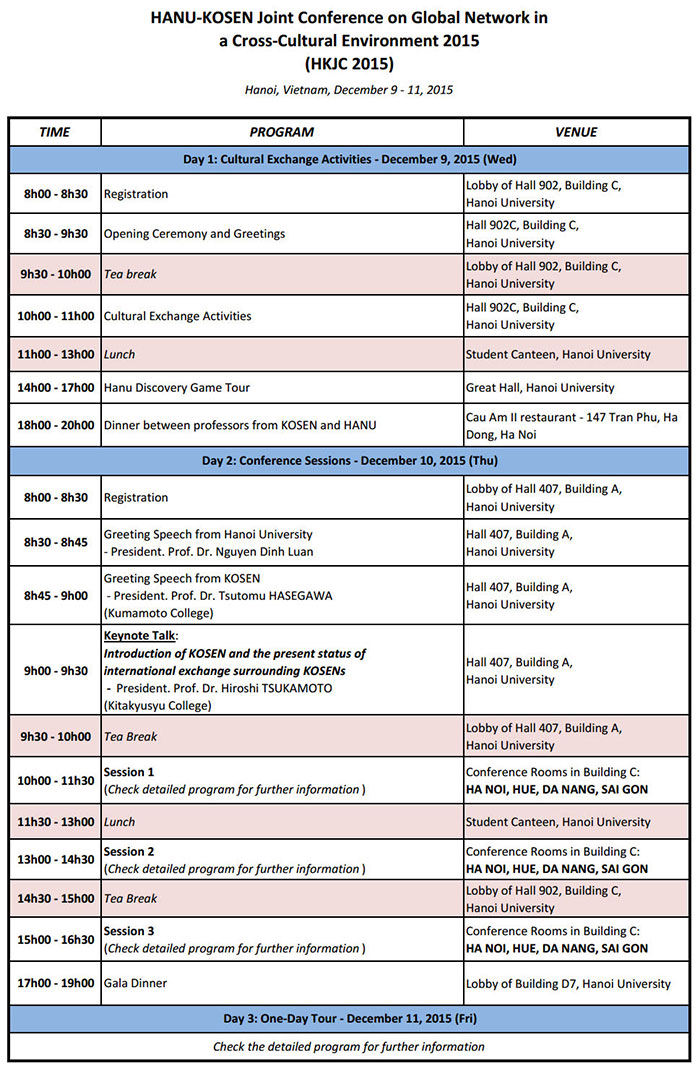 HANU-KOSEN Joint Conference on Global Network in
a Cross-Cultural Environment 2015
(HKJC 2015)
Hanoi, Vietnam, December 9 - 11, 2015
TIME PROGRAM VENUE
Day 1: Cultural Exchange Activities - December 9, 2015 (Wed)
8h00 - 8h30 Registration Lobby of Hall 902, Building C,
Hanoi University
8h30 - 9h30 Opening Ceremony and Greetings Hall 902C, Building C,
Hanoi University
9h30 - 10h00 Tea break Lobby of Hall 902, Building C,
Hanoi University
10h00 - 11h00 Cultural Exchange Activities Hall 902C, Building C,
Hanoi University
11h00 - 13h00 Lunch Student Canteen, Hanoi University
14h00 - 17h00 Hanu Discovery Game Tour Great Hall, Hanoi University
18h00 - 20h00 Dinner between professors from KOSEN and HANU Cau Am II restaurant - 147 Tran Phu, Ha
Dong, Ha Noi
Day 2: Conference Sessions - December 10, 2015 (Thu)
8h00 - 8h30 Registration Lobby of Hall 407, Building A,
Hanoi University
8h30 - 8h45 Greeting Speech from Hanoi University
- President. Prof. Dr. Nguyen Dinh Luan Hall 407, Building A,
Hanoi University
8h45 - 9h00 Greeting Speech from KOSEN
- President. Prof. Dr. Tsutomu HASEGAWA
(Kumamoto College) Hall 407, Building A,
Hanoi University
9h00 - 9h30 Keynote Talk:
Introduction of KOSEN and the present status of
international exchange surrounding KOSENs
- President. Prof. Dr. Hiroshi TSUKAMOTO
(Kitakyusyu College) Hall 407, Building A,
Hanoi University
9h30 - 10h00 Tea Break Lobby of Hall 407, Building A,
Hanoi University
10h00 - 11h30 Session 1
(Check detailed program for further information ) Conference Rooms in Building C:
HA NOI, HUE, DA NANG, SAI GON
11h30 - 13h00 Lunch Student Canteen, Hanoi University
13h00 - 14h30 Session 2
(Check detailed program for further information ) Conference Rooms in Building C:
HA NOI, HUE, DA NANG, SAI GON
14h30 - 15h00 Tea Break Lobby of Hall 902, Building C,
Hanoi University
15h00 - 16h30 Session 3
(Check detailed program for further information ) Conference Rooms in Building C:
HA NOI, HUE, DA NANG, SAI GON
17h00 - 19h00 Gala Dinner Lobby of Building D7, Hanoi University
Day 3: One-Day Tour - December 11, 2015 (Fri)
Check the detailed program for further information